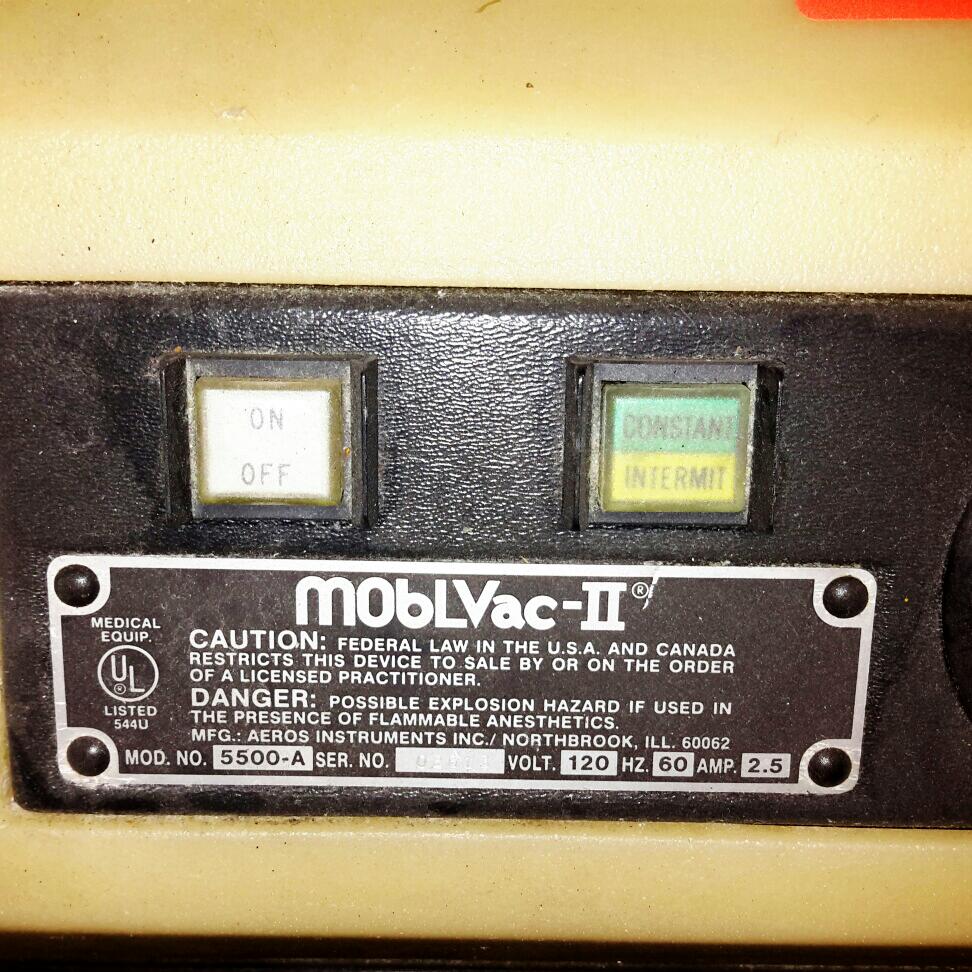 ON
OFF
CONSTANT
INTERMIT
MOBLVac-II®
MEDICAL
EQUIP.
UL®
LISTED
544U
CAUTION: FEDERAL LAW IN THE U.S.A. AND CANADA
RESTRICTS THIS DEVICE TO SALE BY OR ON THE ORDER
OF A LICENSED PRACTITIONER.
DANGER: POSSIBLE EXPLOSION HAZARD IF USED IN
THE PRESENCE OF FLAMMABLE ANESTHETICS.
MFG.: AEROS INSTRUMENTS INC./ NORTHBROOK, ILL. 60062
MOD. NO. 5500-A SER. NO. VOLT. 120 HZ. 60 AMP. 2.5